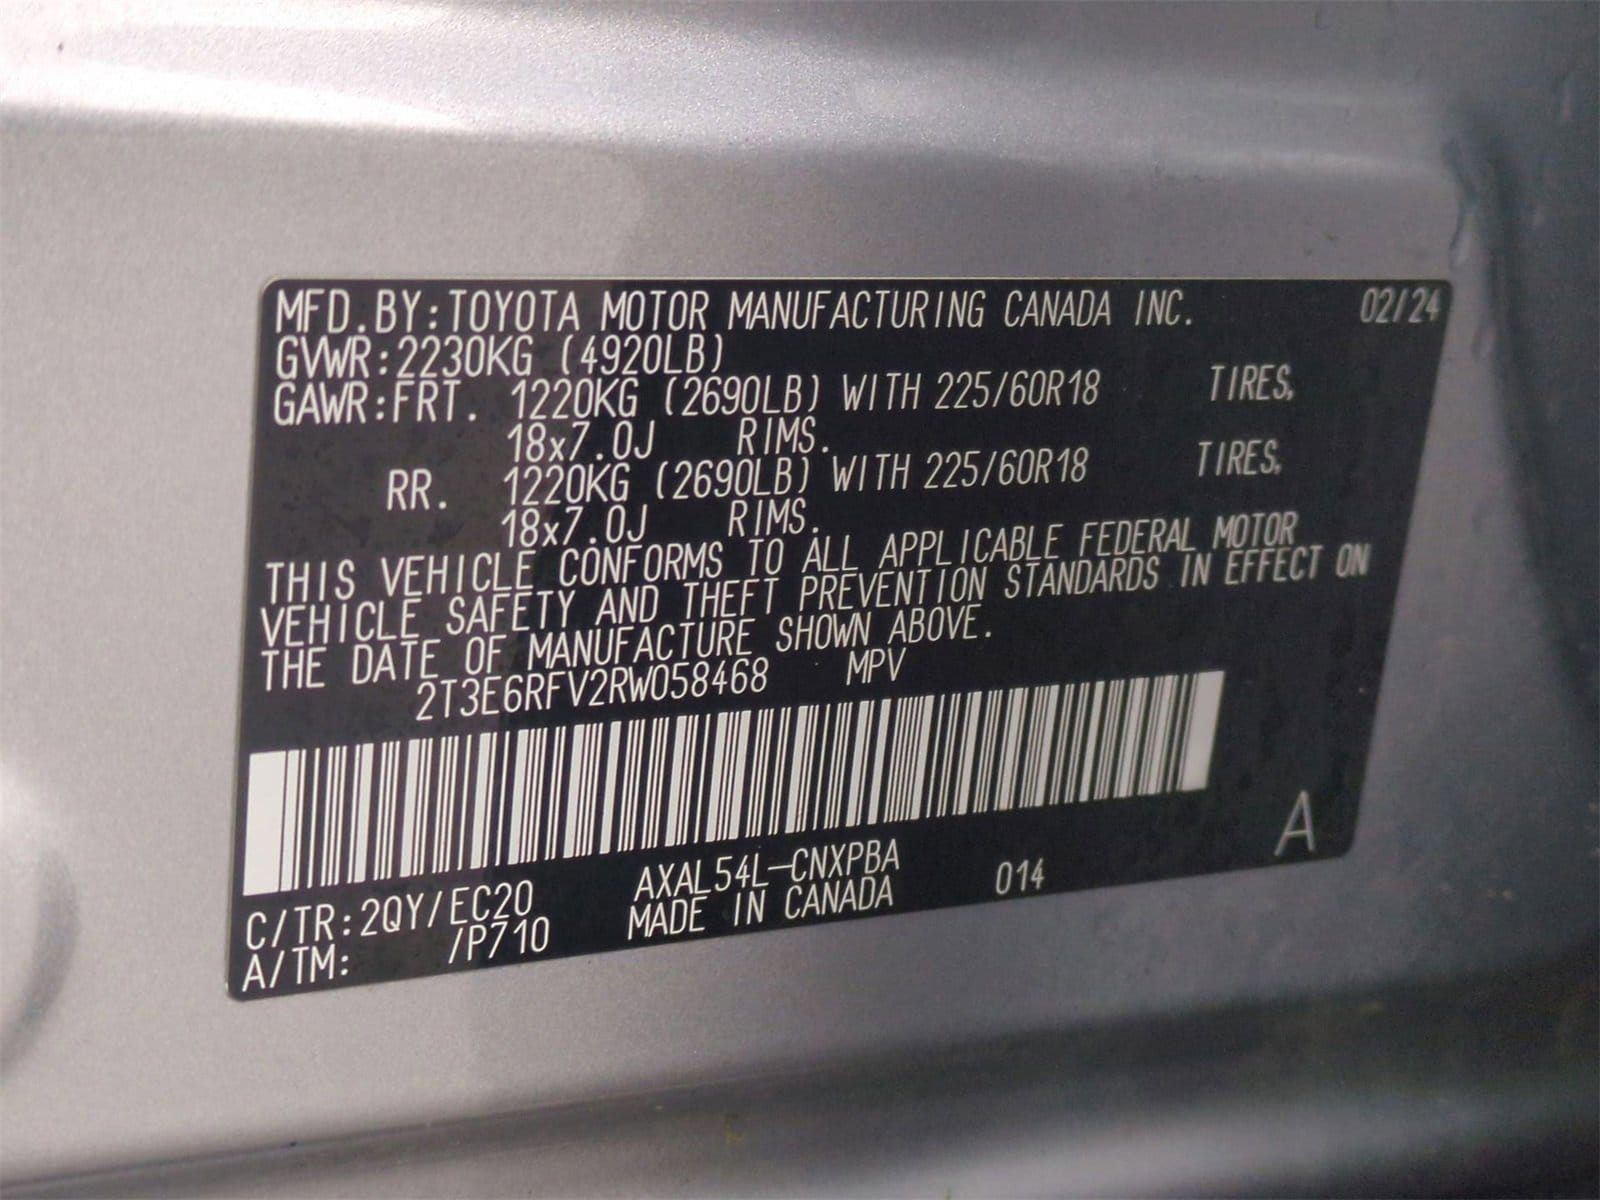 MFD.BY:TOYOTA MOTOR MANUFACTURING CANADA INC. 02/24
GVWR:2230KG (4920LB)
GAWR:FRT. 1220KG (2690LB) WITH 225/60R18 TIRES,
18x7.0J RIMS.
RR. 1220KG (2690LB) WITH 225/60R18 TIRES,
18x7.0J RIMS.
THIS VEHICLE CONFORMS TO ALL APPLICABLE FEDERAL MOTOR
VEHICLE SAFETY AND THEFT PREVENTION STANDARDS IN EFFECT ON
THE DATE OF MANUFACTURE SHOWN ABOVE.
2T3E6RFV2RW058468 MPV
C/TR:2QY/EC20 AXAL54L-CNXPBA 014 A
A/TM: /P710 MADE IN CANADA